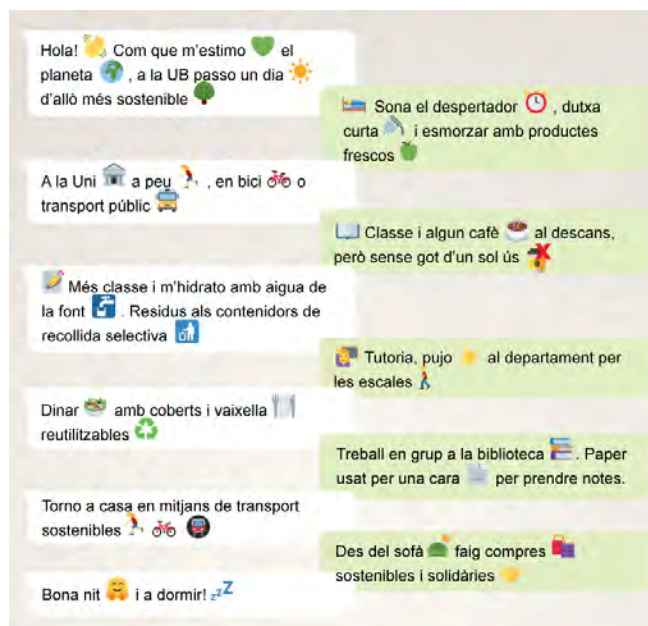 Hola! 👋 Com que m'estimo 💚 el
planeta 🌍 , a la UB passo un dia ☀️
d'allò més sostenible 🌳
🛌 Sona el despertador ⏰ , dutxa
curta 🚿 i esmorzar amb productes
frescos 🍏
A la Uni 🏛️ a peu 🚶 , en bici 🚲 o
transport públic 🚍
📖 Classe i algun cafè ☕ al descans,
però sense got d'un sol ús
📝 Més classe i m'hidrato amb aigua de
la font 🚰 . Residus als contenidors de
recollida selectiva 🚮
🙋 Tutoria, pujo al departament per
les escales 🚶
Dinar 🥗 amb coberts i vaixella 🍽️
reutilitzables ♻️
Treball en grup a la biblioteca 📚 . Paper
usat per una cara per prendre notes.
Torno a casa en mitjans de transport
sostenibles 🚶 🚲 🚇
Des del sofà faig compres 🛍️
sostenibles i solidàries
Bona nit 🤗 i a dormir! 💤